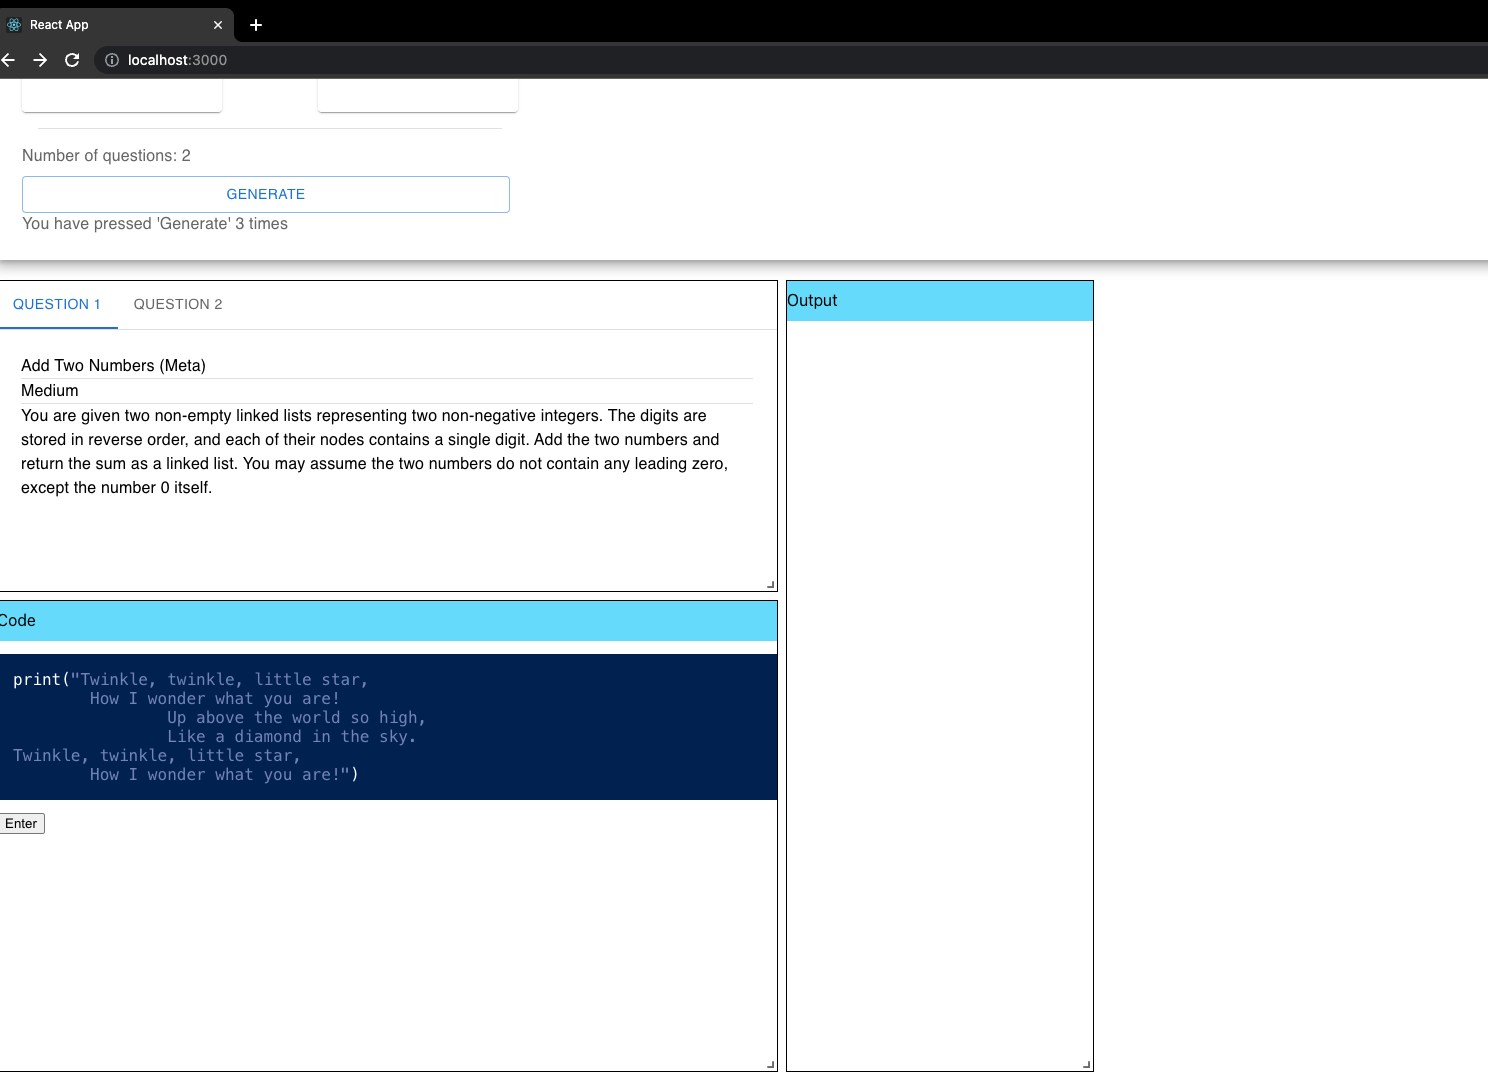 React App
localhost:3000
Number of questions: 2
GENERATE
You have pressed 'Generate' 3 times
QUESTION 1 QUESTION 2
Add Two Numbers (Meta)
Medium
You are given two non-empty linked lists representing two non-negative integers. The digits are
stored in reverse order, and each of their nodes contains a single digit. Add the two numbers and
return the sum as a linked list. You may assume the two numbers do not contain any leading zero,
except the number 0 itself.
Code
print("Twinkle, twinkle, little star,
How I wonder what you are!
Up above the world so high,
Like a diamond in the sky.
Twinkle, twinkle, little star,
How I wonder what you are!")
Enter
Output